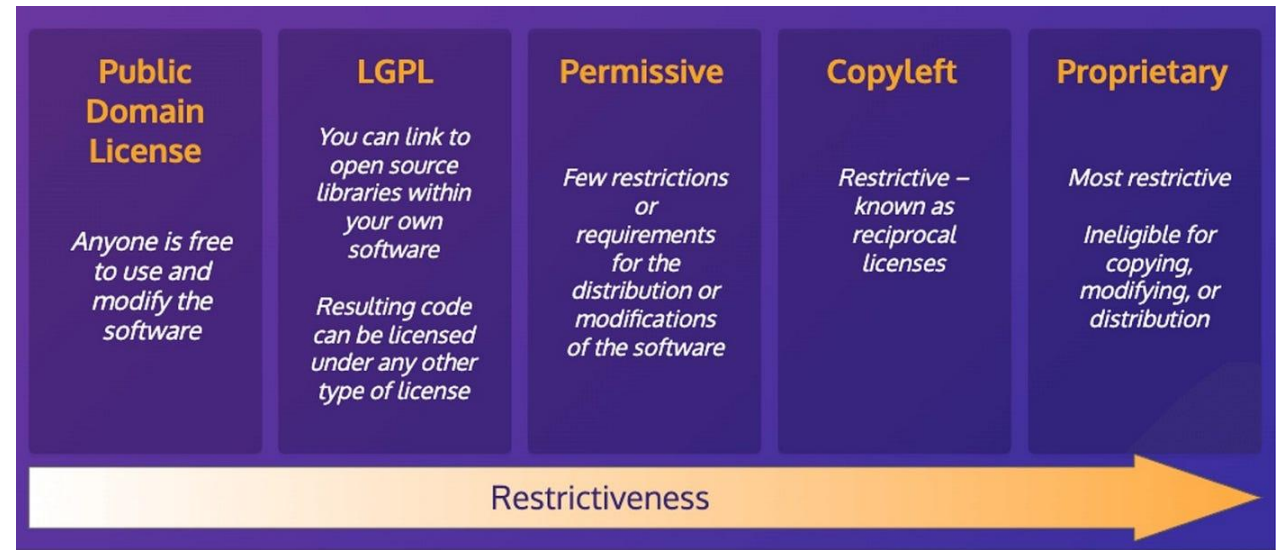 Public
Domain
License
Anyone is free
to use and
modify the
software
LGPL
You can link to
open source
libraries within
your own
software
Resulting code
can be licensed
under any other
type of license
Permissive
Few restrictions
or
requirements
for the
distribution or
modifications
of the software
Copyleft
Restrictive –
known as
reciprocal
licenses
Proprietary
Most restrictive
Ineligible for
copying,
modifying, or
distribution
Restrictiveness